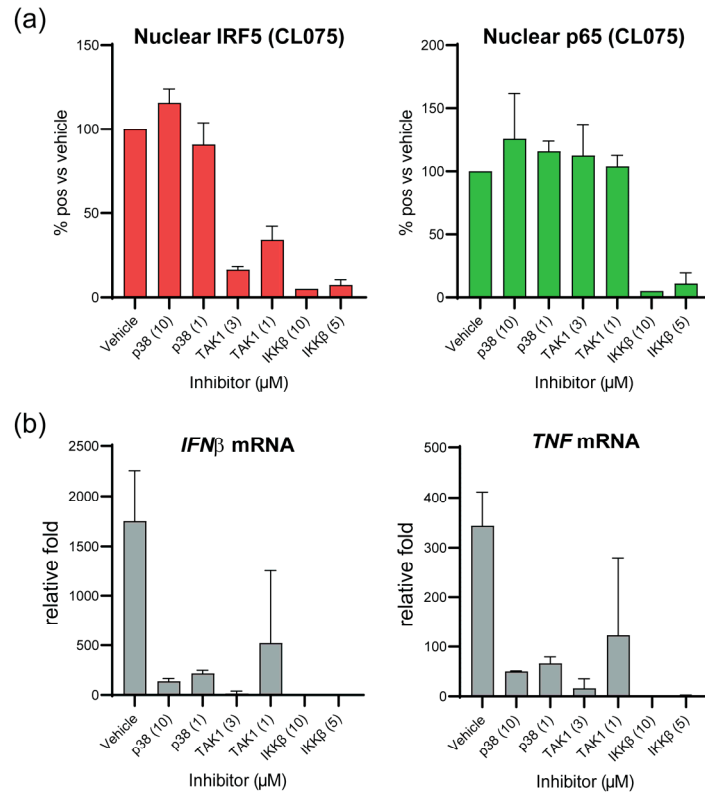 (a)
Nuclear IRF5 (CL075)
% pos vs vehicle
150
100
50
0
Vehicle
p38 (10)
p38 (1)
TAK1 (3)
TAK1 (1)
IKKβ (10)
IKKβ (5)
Inhibitor (µM)
Nuclear p65 (CL075)
% pos vs vehicle
200
150
100
50
0
Vehicle
p38 (10)
p38 (1)
TAK1 (3)
TAK1 (1)
IKKβ (10)
IKKβ (5)
Inhibitor (µM)
(b)
IFNβ mRNA
relative fold
2500
2000
1500
1000
500
0
Vehicle
p38 (10)
p38 (1)
TAK1 (3)
TAK1 (1)
IKKβ (10)
IKKβ (5)
Inhibitor (µM)
TNF mRNA
relative fold
500
400
300
200
100
0
Vehicle
p38 (10)
p38 (1)
TAK1 (3)
TAK1 (1)
IKKβ (10)
IKKβ (5)
Inhibitor (µM)